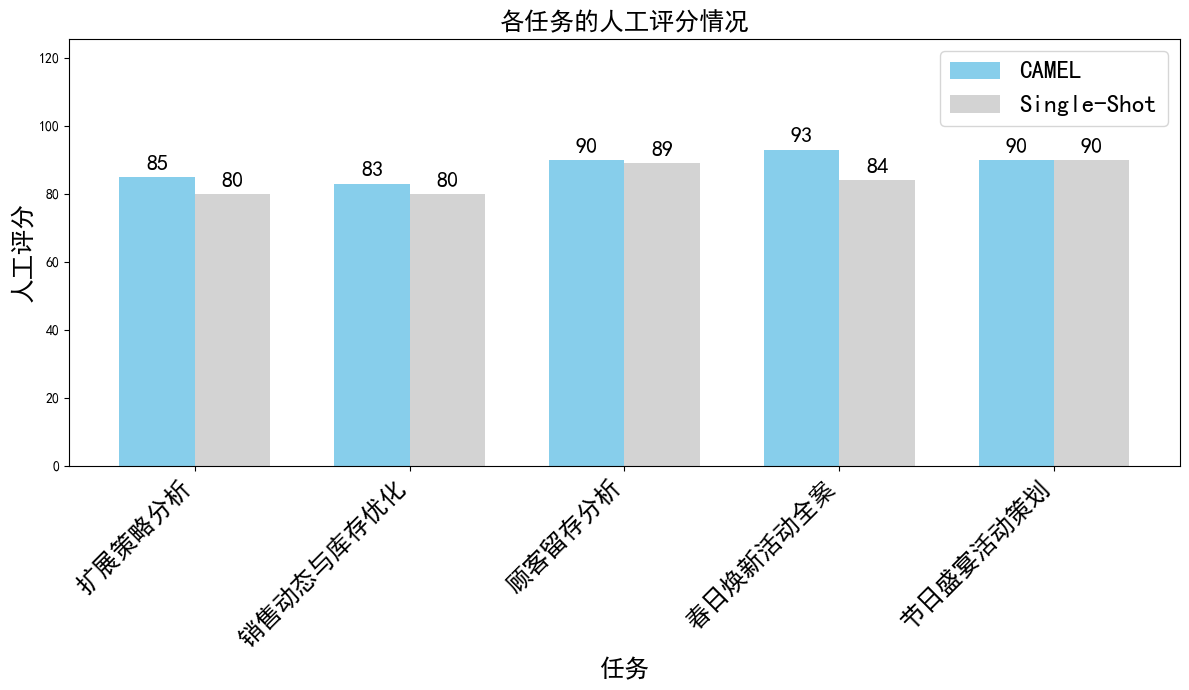 各任务的人工评分情况
人工评分
120
100
80
60
40
20
0
CAMEL
Single-Shot
85
80
83
80
90
89
93
84
90
90
扩展策略分析
销售动态与库存优化
顾客留存分析
春日焕新活动全案
节日盛宴活动策划
任务